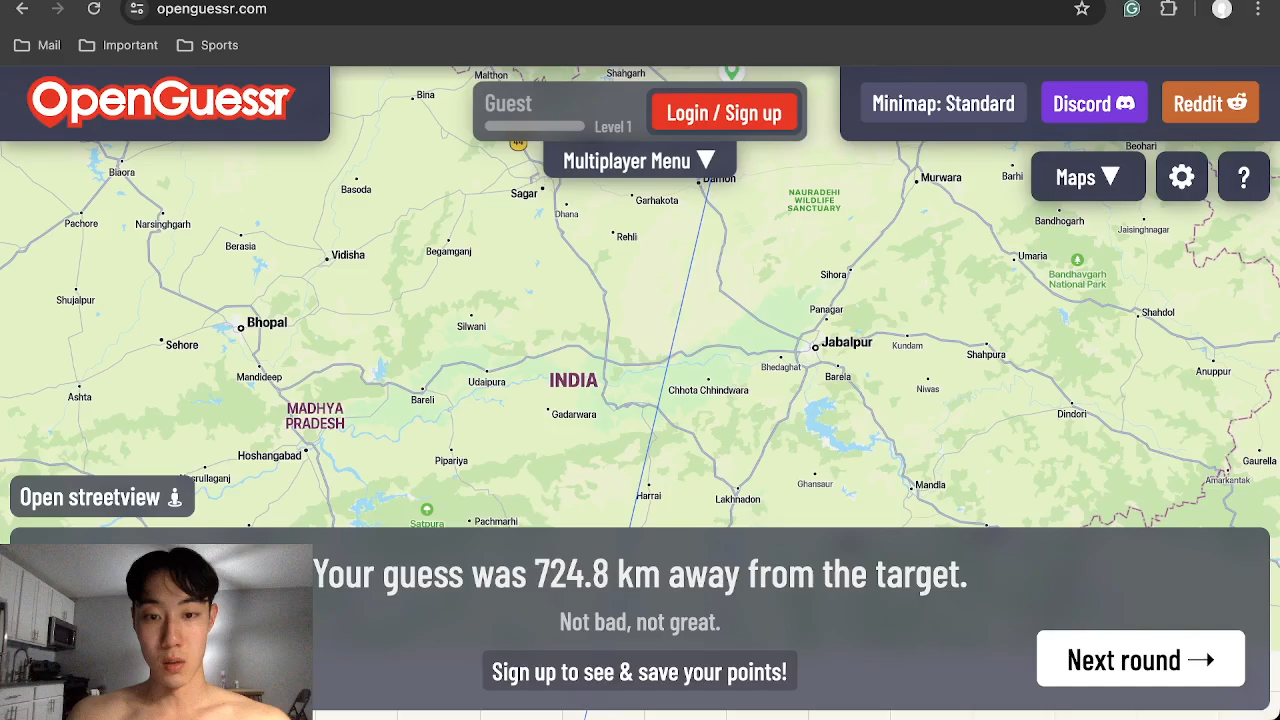 openguessr.com
Mail
Important
Sports
OpenGuessr
Guest
Level 1
Login / Sign up
Minimap: Standard
Discord
Reddit
Multiplayer Menu ▼
Maps ▼
?
Malthon
Shahgarh
Bina
44
Beohari
Biaora
Basoda
Sagar
Dhana
Garhakota
NAURADEHI
WILDLIFE
SANCTUARY
Murwara
Barhi
Pachore
Narsinghgarh
Berasia
Vidisha
Begamganj
Rehli
Bandhogarh
Jaisinghnagar
Umaria
Bandhavgarh
National Park
Sihora
Shujalpur
Bhopal
Silwani
Panagar
Shahdol
Sehore
Jabalpur
Kundam
Shahpura
Mandideep
Udaipura
INDIA
Bhedaghat
Barela
Anuppur
Ashta
Bareli
Chhota Chhindwara
Niwas
MADHYA
PRADESH
Gadarwara
Dindori
Hoshangabad
Pipariya
Gaurella
Harrai
Lakhnadon
Ghansaur
Mandla
Amarkantak
Open streetview
Satpura
Pachmarhi
Your guess was 724.8 km away from the target.
Not bad, not great.
Sign up to see & save your points!
Next round →